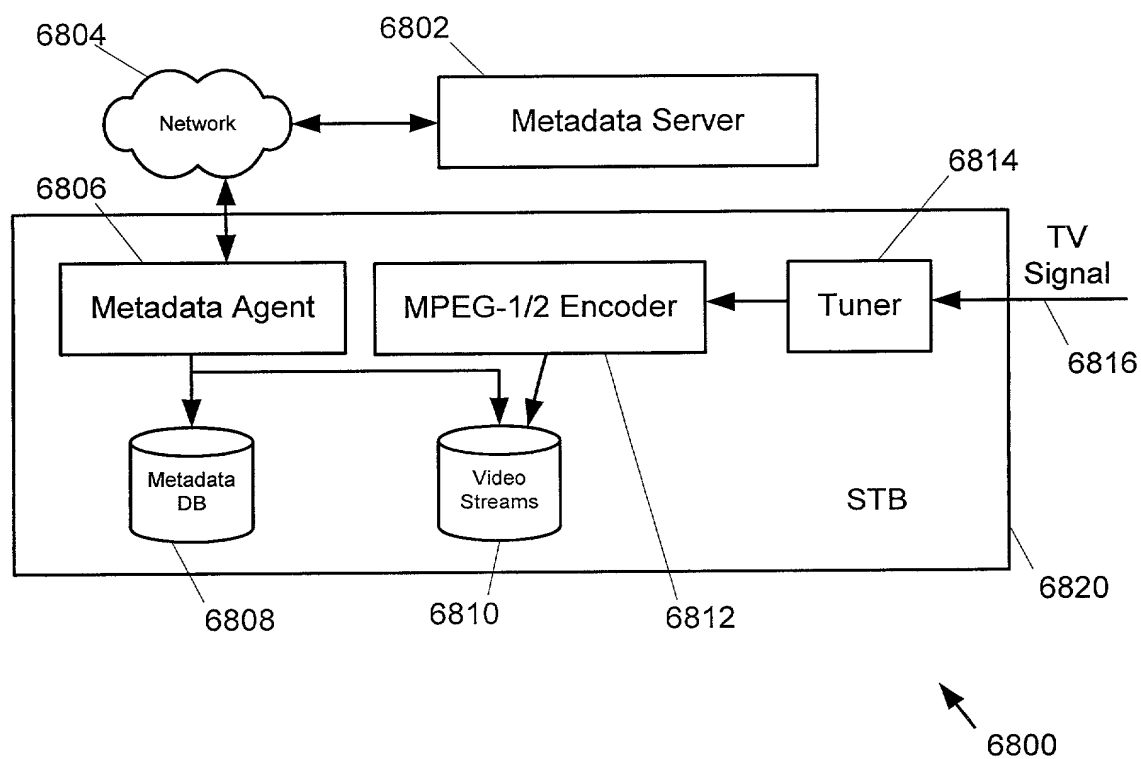 6804
6802
Network
Metadata Server
6806
6814
TV
Signal
Metadata Agent
MPEG-1/2 Encoder
Tuner
6816
Metadata
DB
Video
Streams
STB
6820
6808
6810
6812
6800